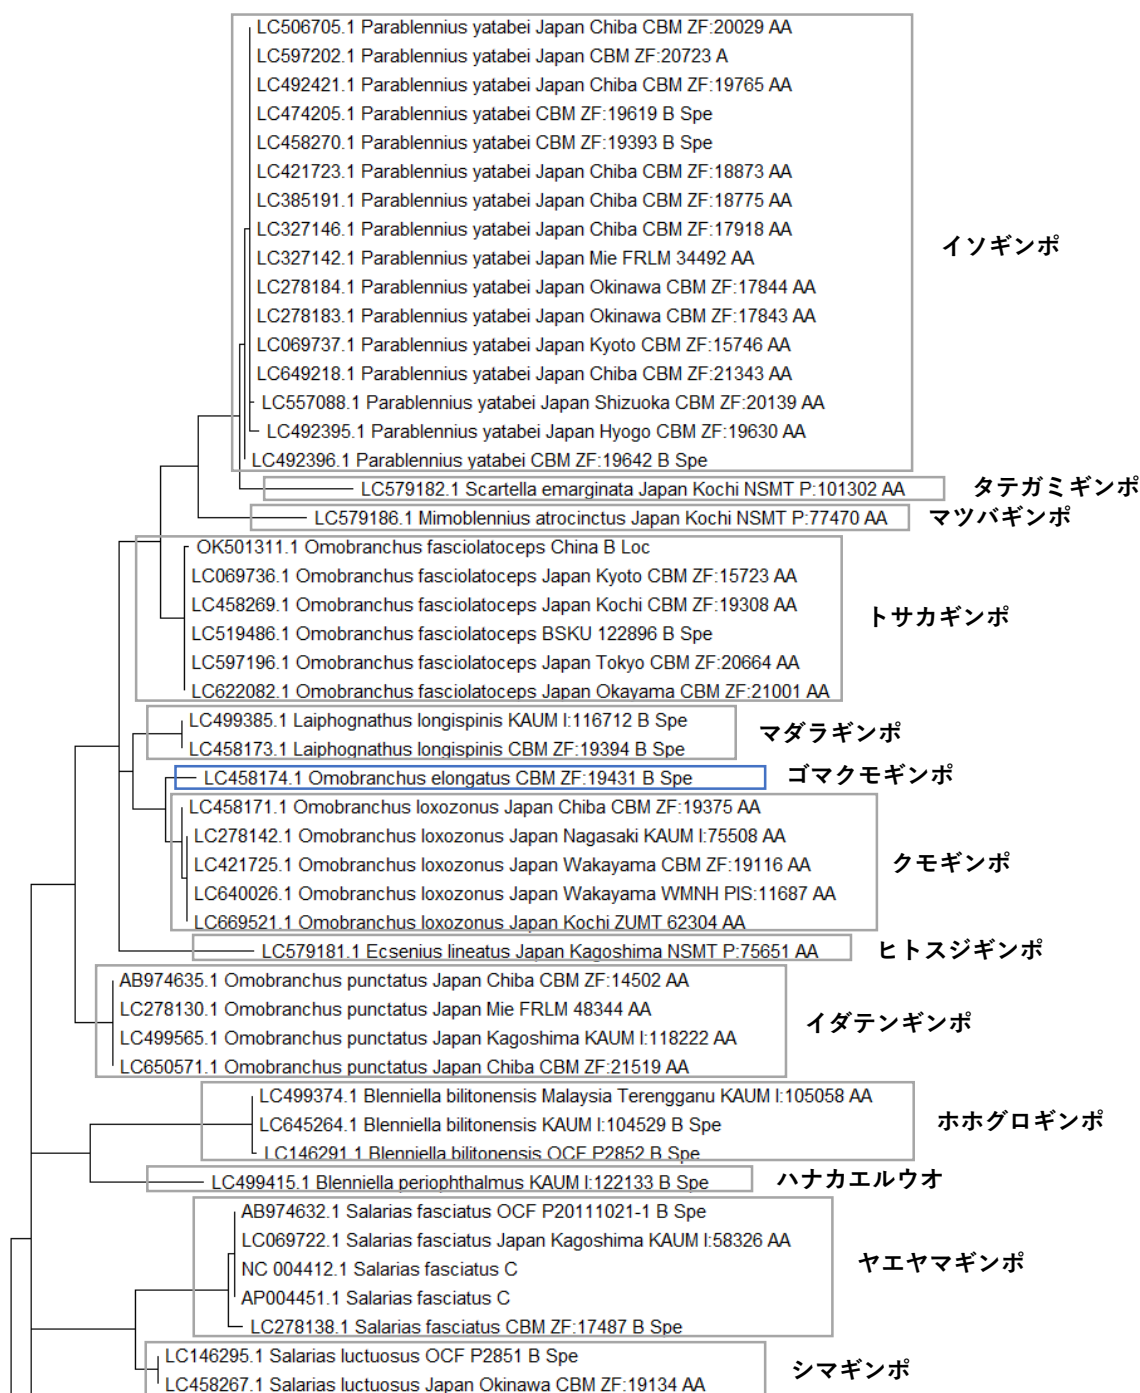 LC506705.1 Parablennius yatabei Japan Chiba CBM ZF:20029 AA
LC597202.1 Parablennius yatabei Japan CBM ZF:20723 A
LC492421.1 Parablennius yatabei Japan Chiba CBM ZF:19765 AA
LC474205.1 Parablennius yatabei CBM ZF:19619 B Spe
LC458270.1 Parablennius yatabei CBM ZF:19393 B Spe
LC421723.1 Parablennius yatabei Japan Chiba CBM ZF:18873 AA
LC385191.1 Parablennius yatabei Japan Chiba CBM ZF:18775 AA
LC327146.1 Parablennius yatabei Japan Chiba CBM ZF:17918 AA
イソギンポ
LC327142.1 Parablennius yatabei Japan Mie FRLM 34492 AA
LC278184.1 Parablennius yatabei Japan Okinawa CBM ZF:17844 AA
LC278183.1 Parablennius yatabei Japan Okinawa CBM ZF:17843 AA
LC069737.1 Parablennius yatabei Japan Kyoto CBM ZF:15746 AA
LC649218.1 Parablennius yatabei Japan Chiba CBM ZF:21343 AA
LC557088.1 Parablennius yatabei Japan Shizuoka CBM ZF:20139 AA
LC492395.1 Parablennius yatabei Japan Hyogo CBM ZF:19630 AA
LC492396.1 Parablennius yatabei CBM ZF:19642 B Spe
LC579182.1 Scartella emarginata Japan Kochi NSMT P:101302 AA
タテガミギンポ
LC579186.1 Mimoblennius atrocinctus Japan Kochi NSMT P:77470 AA
マツバギンポ
OK501311.1 Omobranchus fasciolatoceps China B Loc
LC069736.1 Omobranchus fasciolatoceps Japan Kyoto CBM ZF:15723 AA
LC458269.1 Omobranchus fasciolatoceps Japan Kochi CBM ZF:19308 AA
トサカギンポ
LC519486.1 Omobranchus fasciolatoceps BSKU 122896 B Spe
LC597196.1 Omobranchus fasciolatoceps Japan Tokyo CBM ZF:20664 AA
LC622082.1 Omobranchus fasciolatoceps Japan Okayama CBM ZF:21001 AA
LC499385.1 Laiphognathus longispinis KAUM I:116712 B Spe
マダラギンポ
LC458173.1 Laiphognathus longispinis CBM ZF:19394 B Spe
LC458174.1 Omobranchus elongatus CBM ZF:19431 B Spe
ゴマクモギンポ
LC458171.1 Omobranchus loxozonus Japan Chiba CBM ZF:19375 AA
LC278142.1 Omobranchus loxozonus Japan Nagasaki KAUM I:75508 AA
LC421725.1 Omobranchus loxozonus Japan Wakayama CBM ZF:19116 AA
クモギンポ
LC640026.1 Omobranchus loxozonus Japan Wakayama WMNH PIS:11687 AA
LC669521.1 Omobranchus loxozonus Japan Kochi ZUMT 62304 AA
LC579181.1 Ecsenius lineatus Japan Kagoshima NSMT P:75651 AA
ヒトスジギンポ
AB974635.1 Omobranchus punctatus Japan Chiba CBM ZF:14502 AA
LC278130.1 Omobranchus punctatus Japan Mie FRLM 48344 AA
イダテンギンポ
LC499565.1 Omobranchus punctatus Japan Kagoshima KAUM I:118222 AA
LC650571.1 Omobranchus punctatus Japan Chiba CBM ZF:21519 AA
LC499374.1 Blenniella bilitonensis Malaysia Terengganu KAUM I:105058 AA
LC645264.1 Blenniella bilitonensis KAUM I:104529 B Spe
ホホグロギンポ
LC146291.1 Blenniella bilitonensis OCF P2852 B Spe
LC499415.1 Blenniella periophthalmus KAUM I:122133 B Spe
ハナカエルウオ
AB974632.1 Salarias fasciatus OCF P20111021-1 B Spe
LC069722.1 Salarias fasciatus Japan Kagoshima KAUM I:58326 AA
ヤエヤマギンポ
NC 004412.1 Salarias fasciatus C
AP004451.1 Salarias fasciatus C
LC278138.1 Salarias fasciatus CBM ZF:17487 B Spe
LC146295.1 Salarias luctuosus OCF P2851 B Spe
シマギンポ
LC458267.1 Salarias luctuosus Japan Okinawa CBM ZF:19134 AA